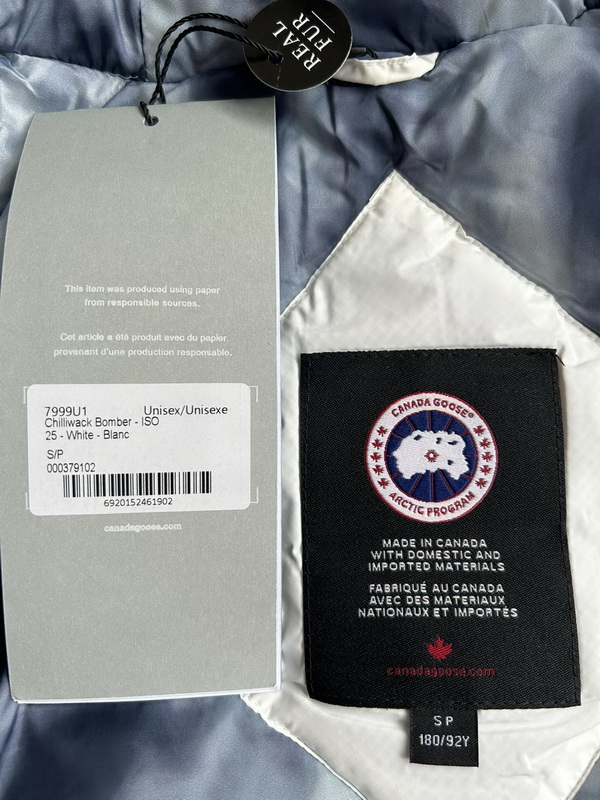 REAL
FUR
This item was produced using paper
from responsible sources.
Cet article a été produit avec du papier
provenant d'une production responsable.
7999U1 Unisex/Unisexe
Chilliwack Bomber - ISO
25 - White - Blanc
S/P
000379102
6920152461902
canadagoose.com
CANADA GOOSE®
ARCTIC PROGRAM
MADE IN CANADA
WITH DOMESTIC AND
IMPORTED MATERIALS
FABRIQUÉ AU CANADA
AVEC DES MATERIAUX
NATIONAUX ET IMPORTÉS
canadagoose.com
S P
180/92Y